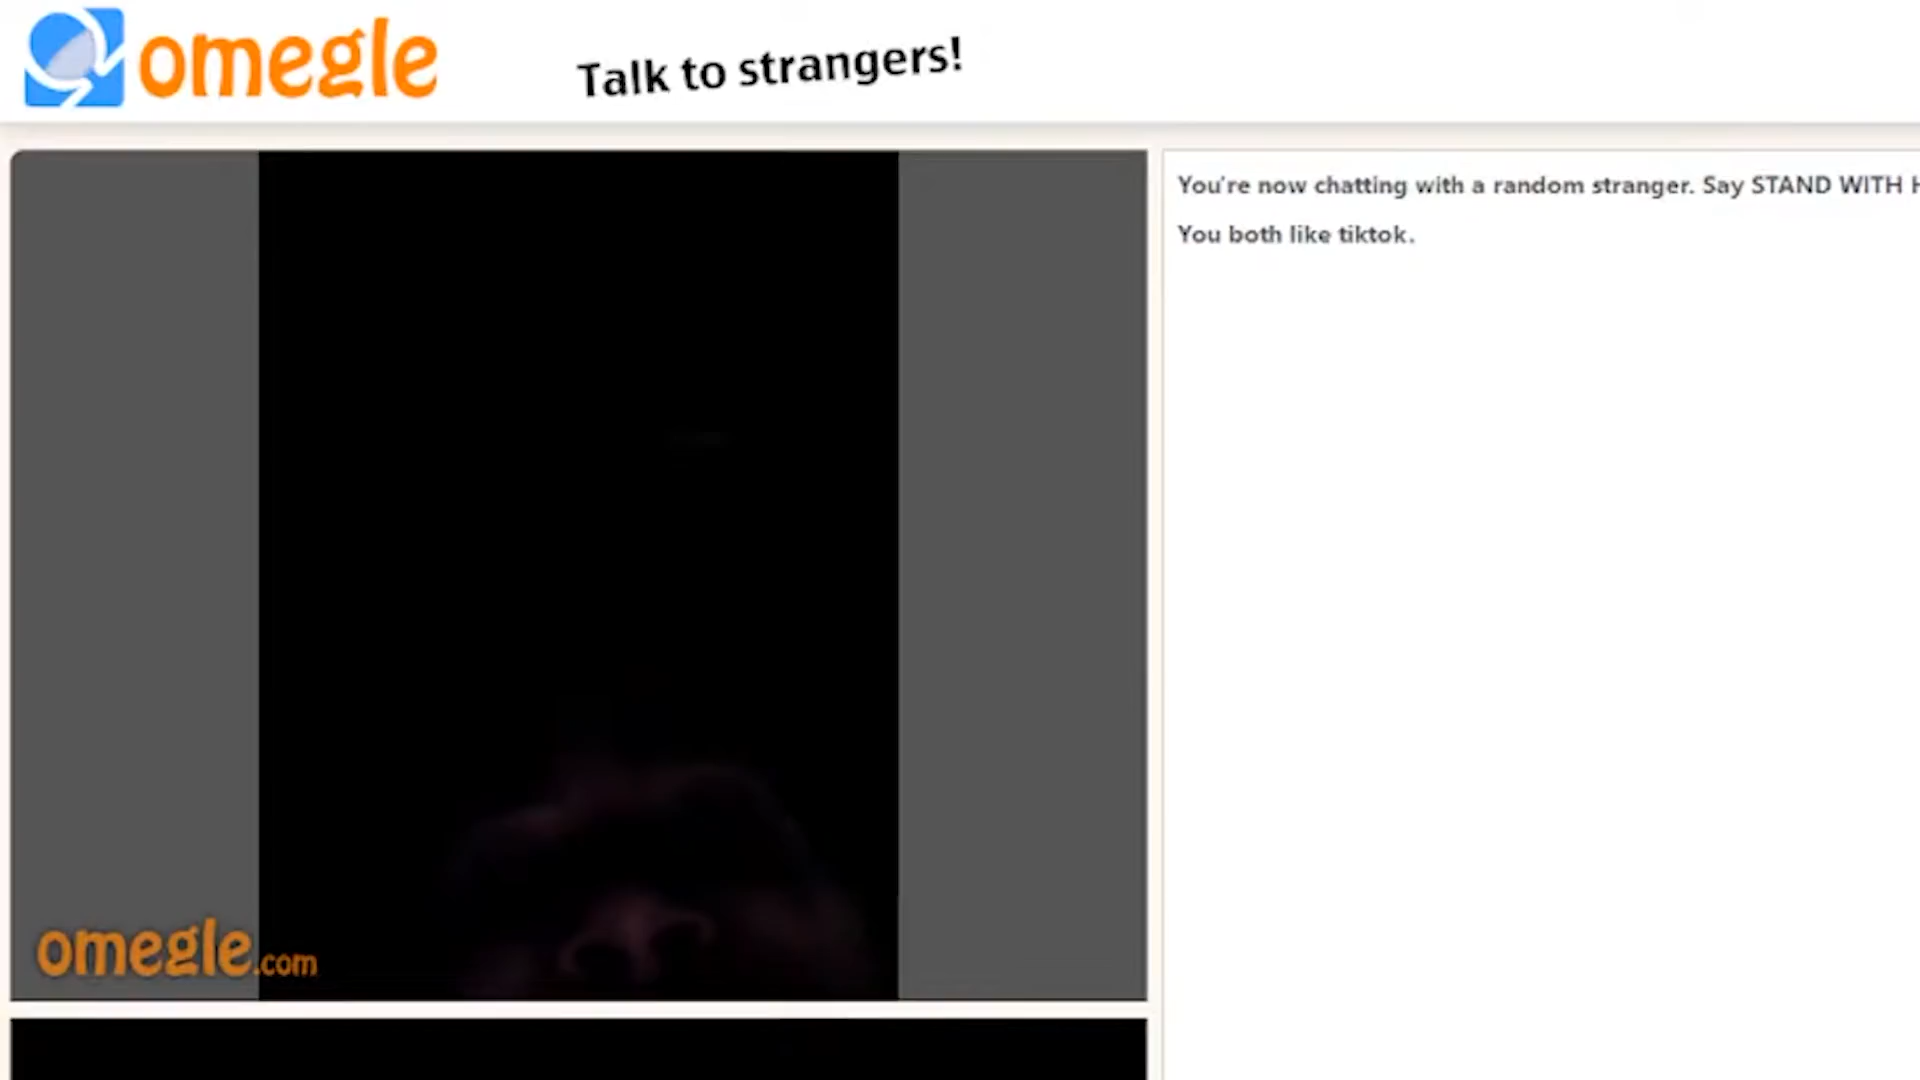 omegle
Talk to strangers!
You're now chatting with a random stranger. Say STAND WITH H
You both like tiktok.
omegle.com